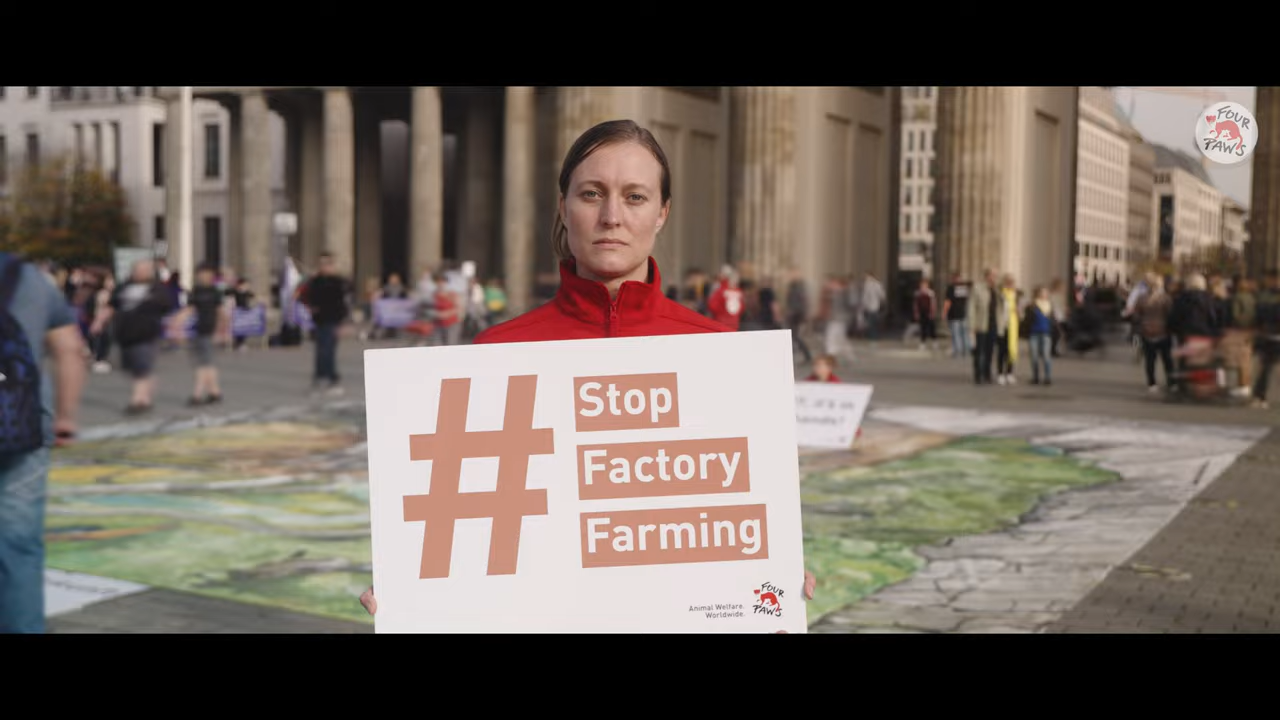 FOUR
PAWS
#
Stop
Factory
Farming
Animal Welfare.
Worldwide.
FOUR
PAWS